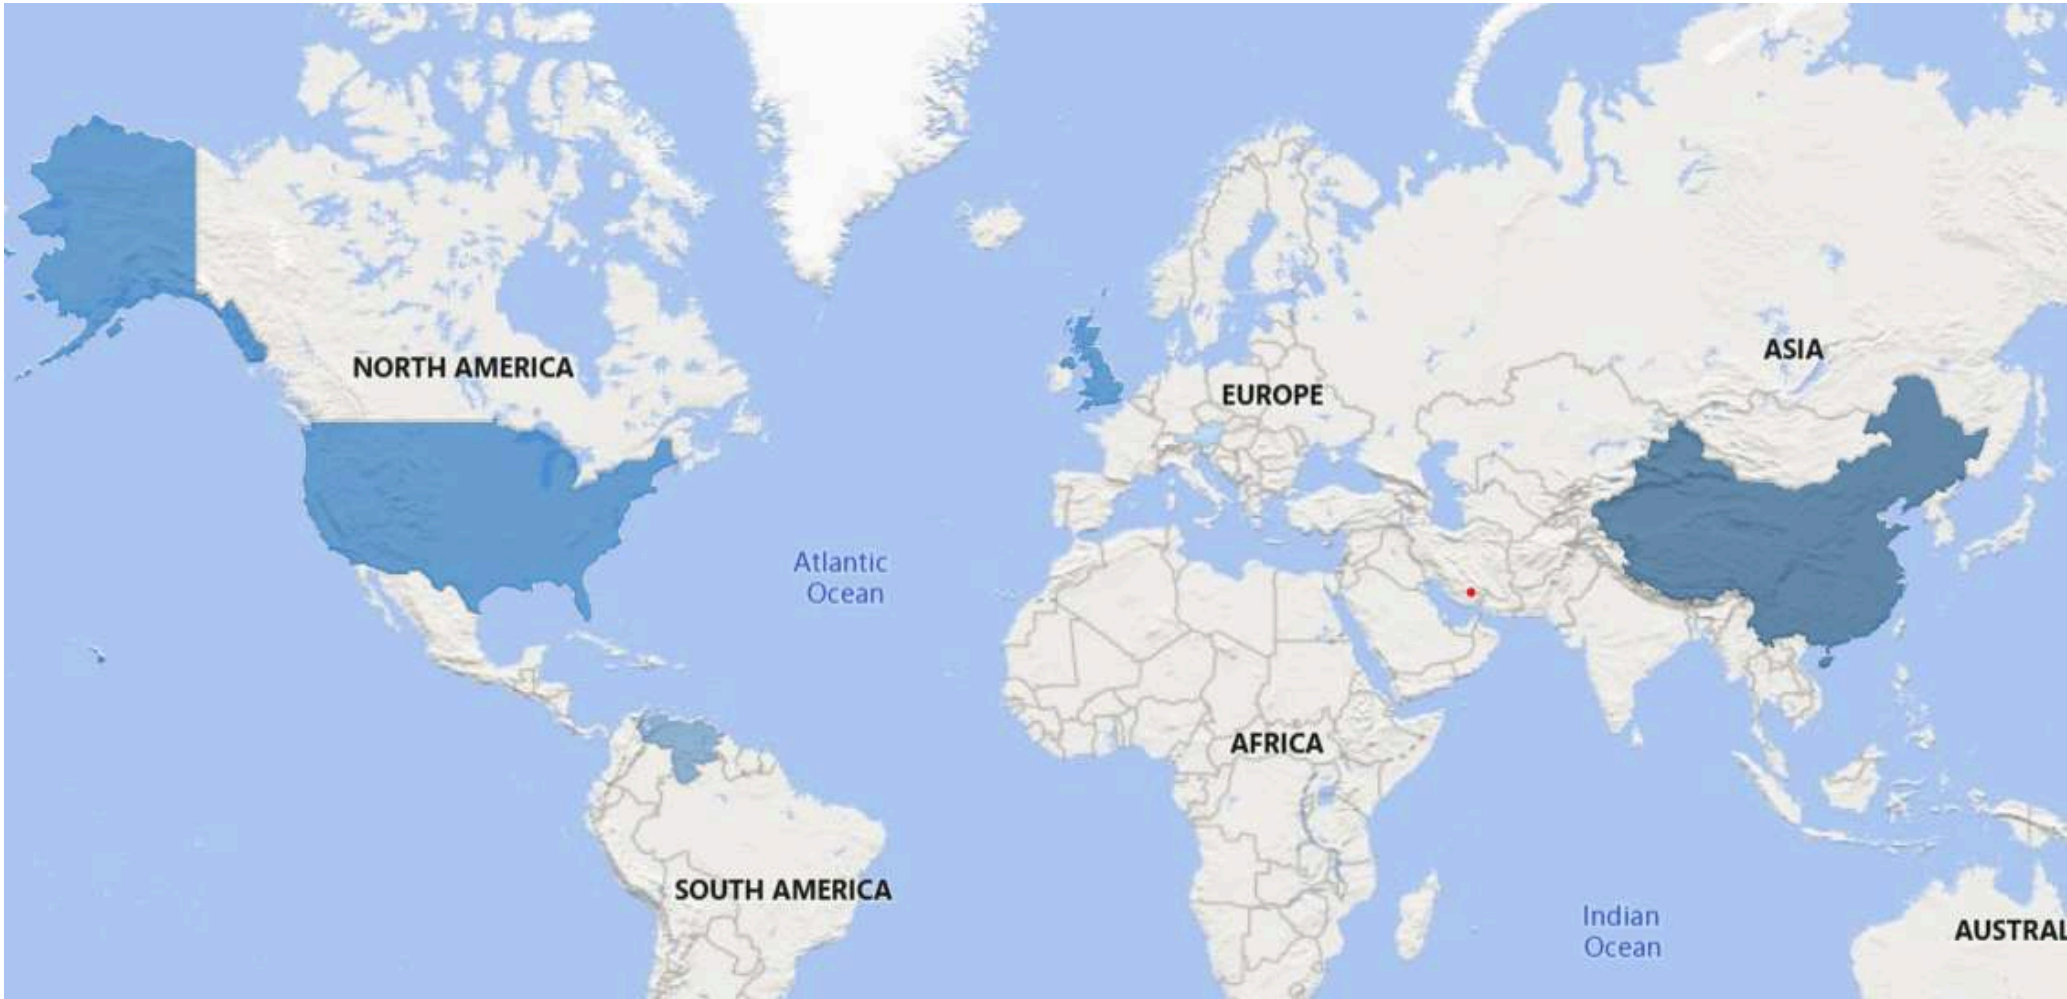 NORTH AMERICA
ASIA
EUROPE
Atlantic
Ocean
AFRICA
SOUTH AMERICA
Indian
Ocean
AUSTRAL